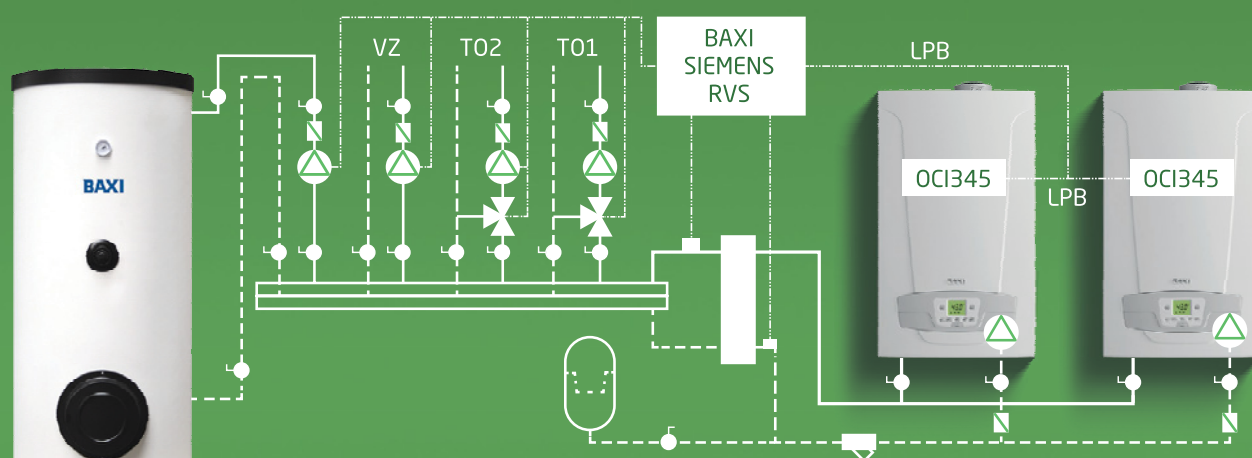 VZ
TO2
TO1
BAXI
SIEMENS
RVS
LPB
BAXI
OCI345
LPB
OCI345